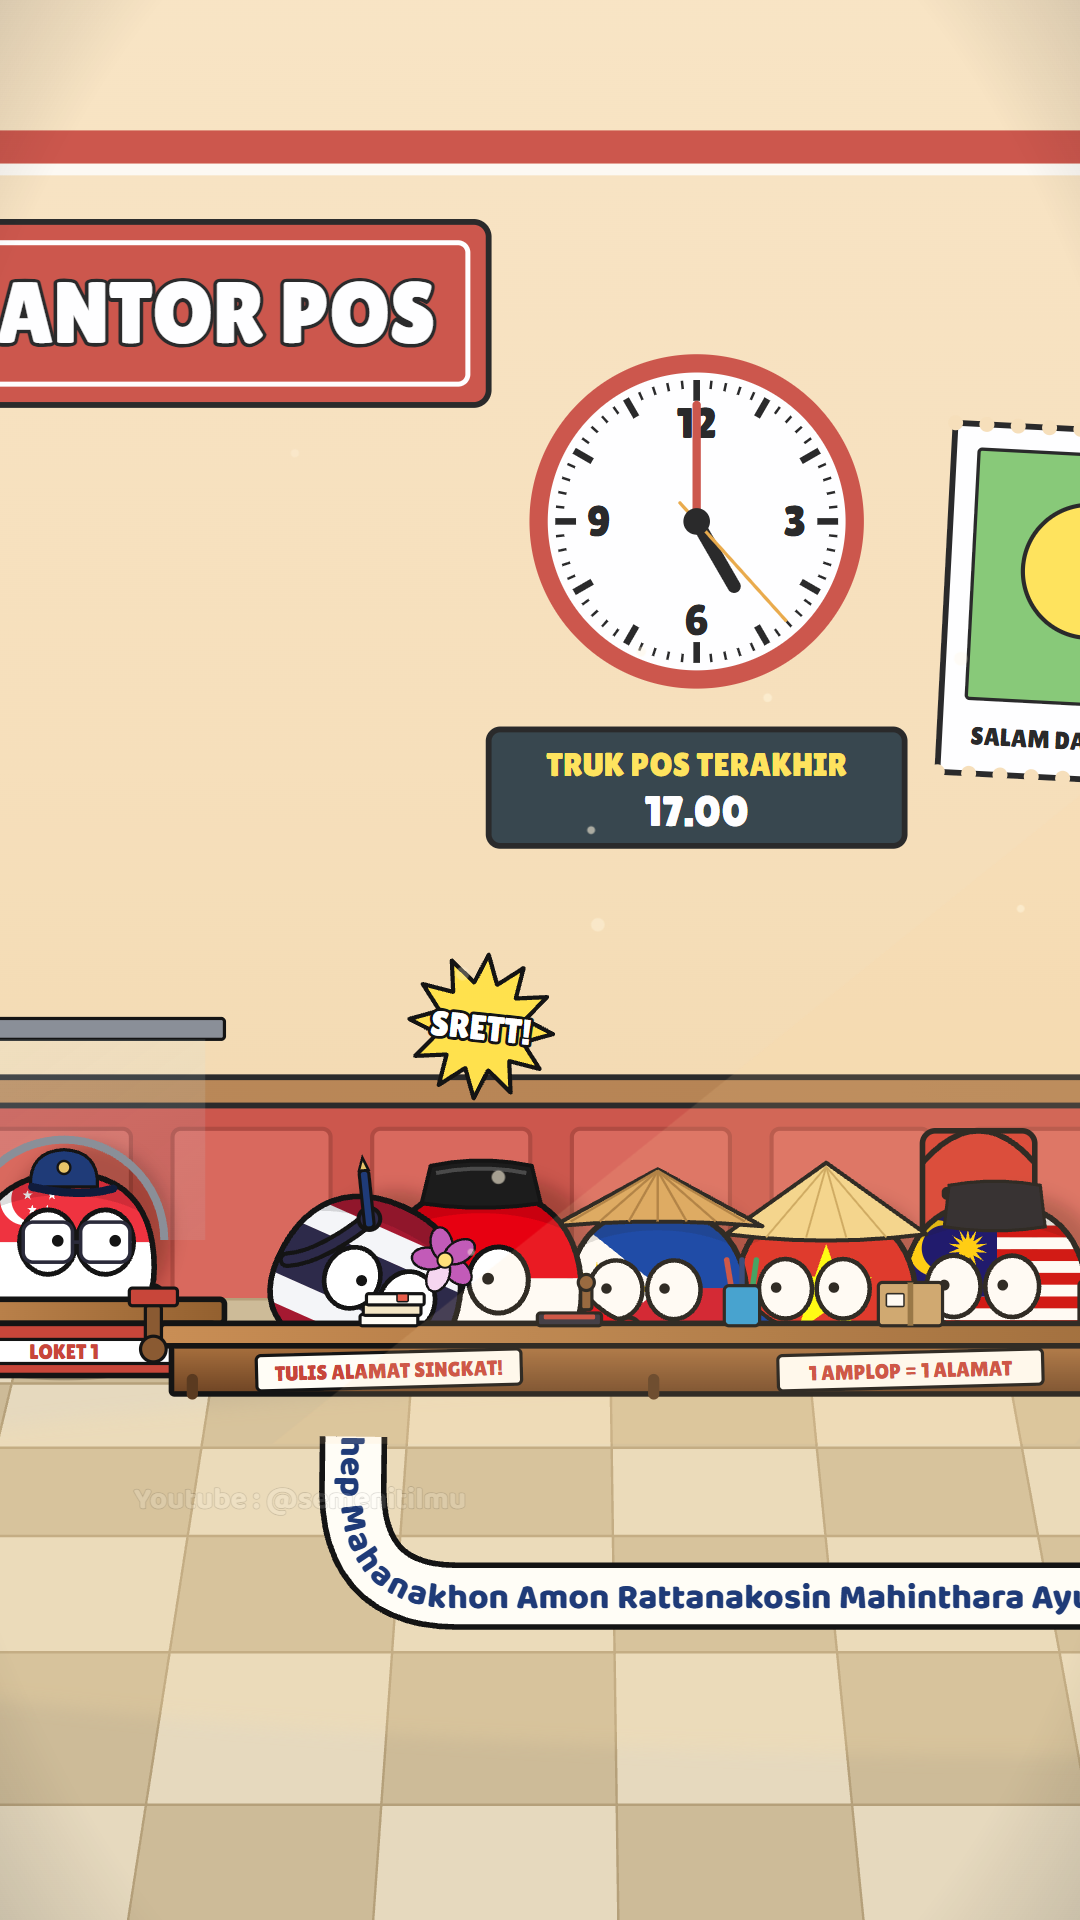 ANTOR POS
12
3
6
9
TRUK POS TERAKHIR
17.00
SALAM DA
SRETT!
LOKET 1
TULIS ALAMAT SINGKAT!
1 AMPLOP = 1 ALAMAT
hep Mahanakhon Amon Rattanakosin Mahinthara Ayu
Youtube : @sementilmu